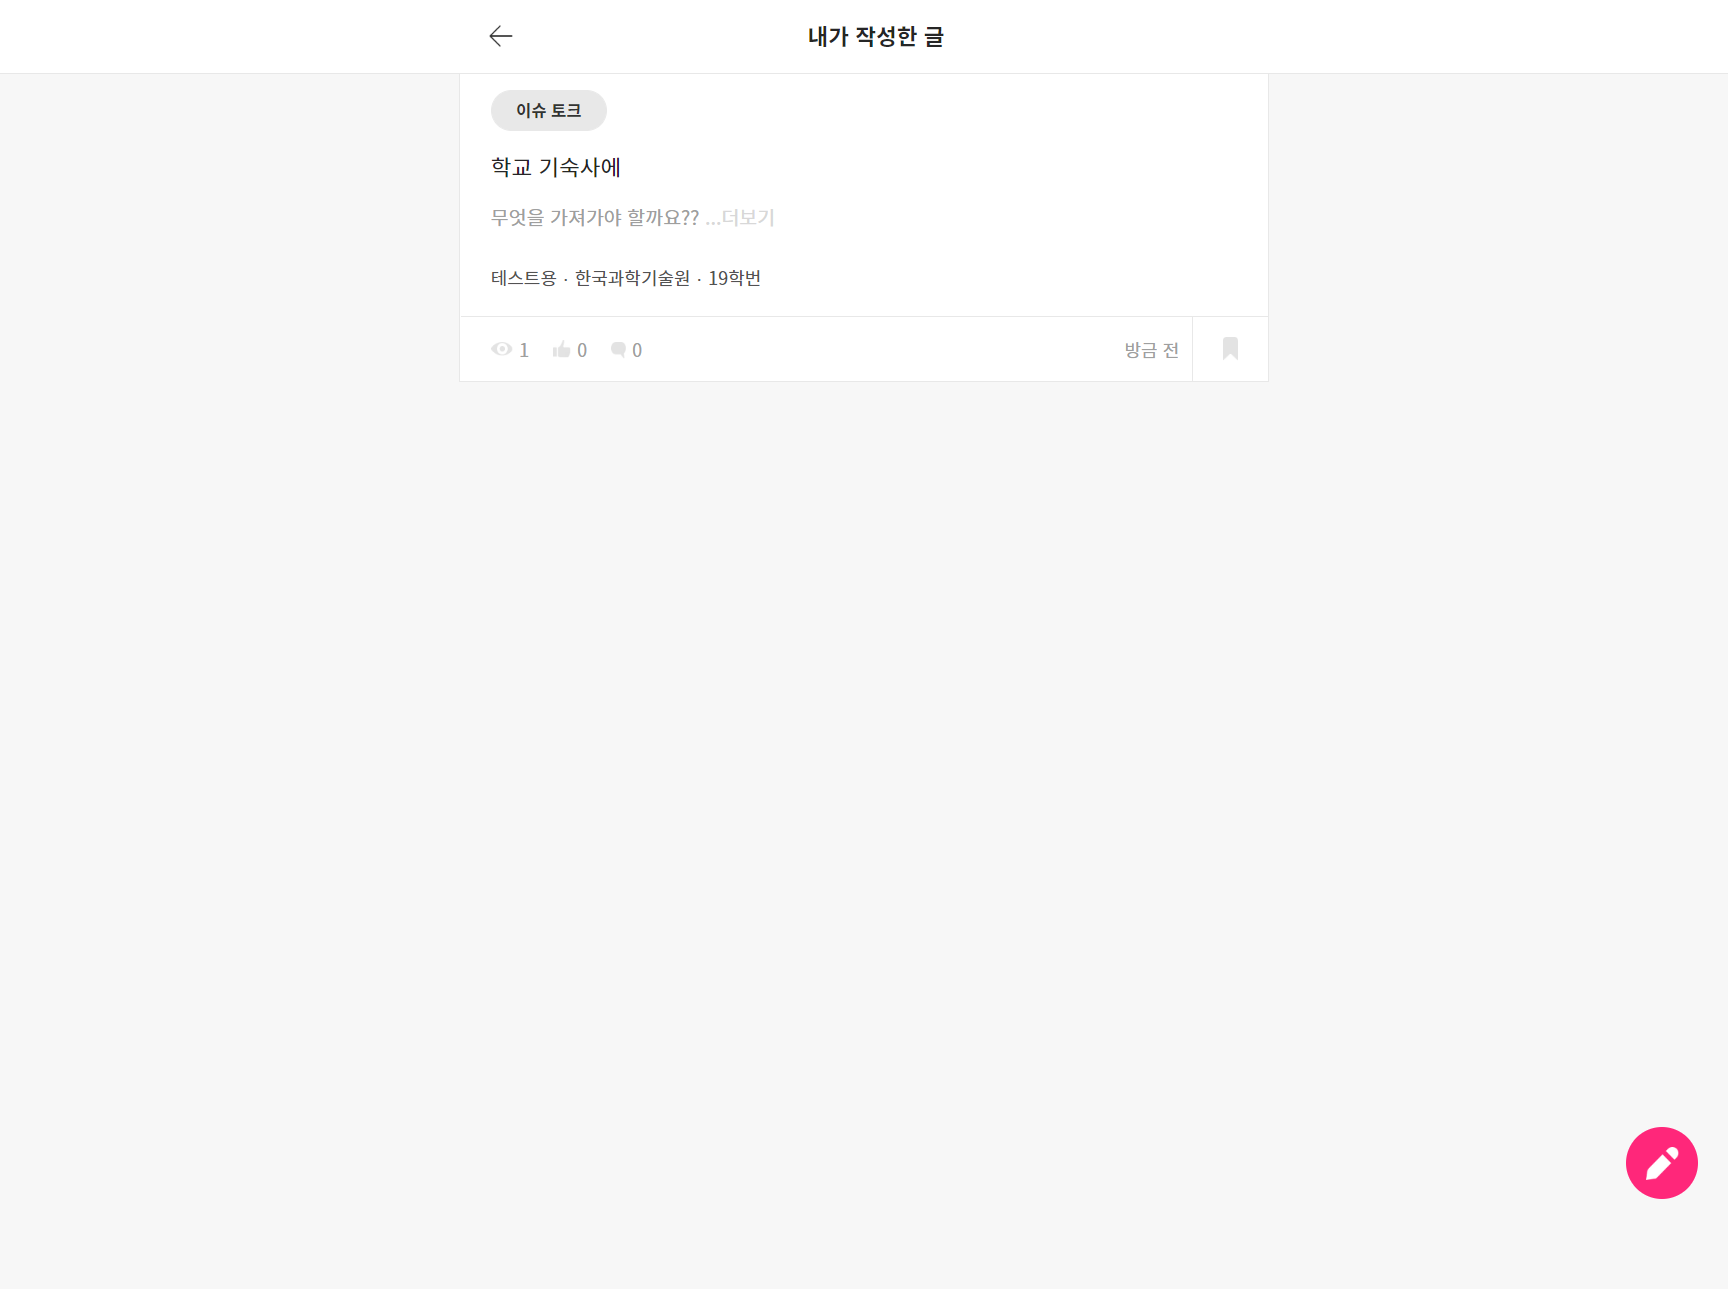 내가 작성한 글
이슈 토크
학교 기숙사에
무엇을 가져가야 할까요?? ...더보기
테스트용 · 한국과학기술원 · 19학번
1 0 0 방금 전